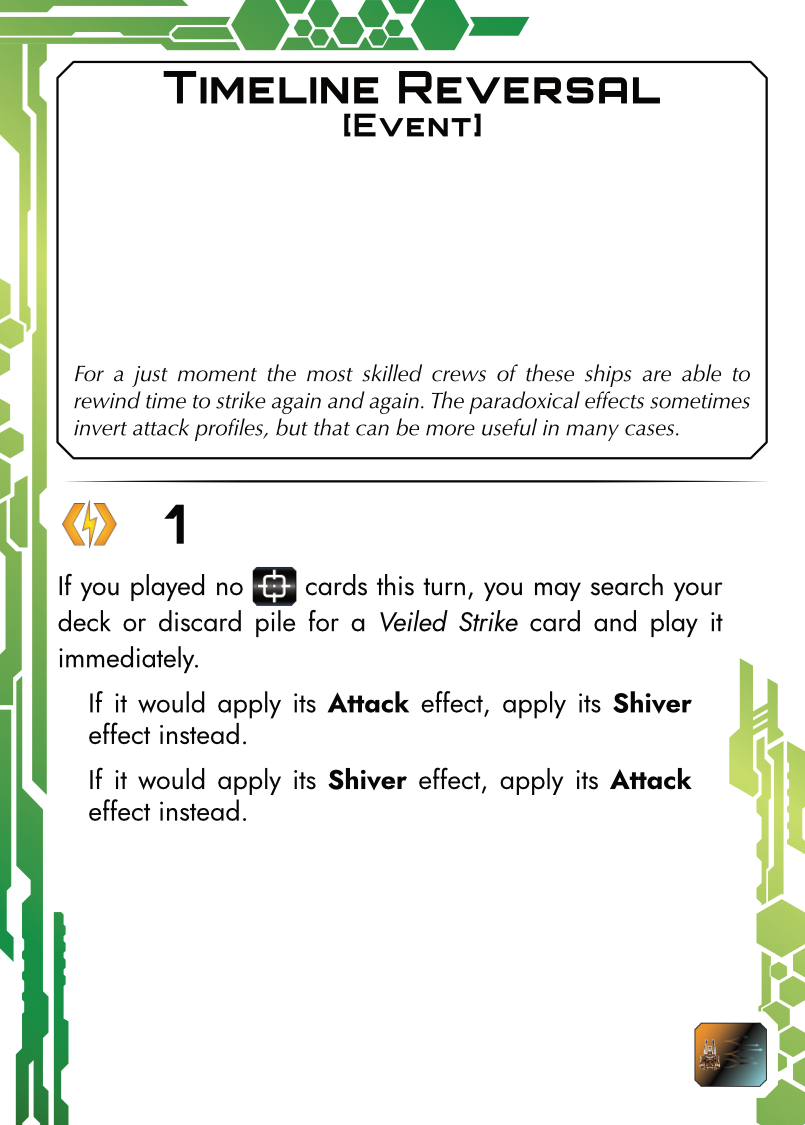 Timeline Reversal
[Event]
For a just moment the most skilled crews of these ships are able to
rewind time to strike again and again. The paradoxical effects sometimes
invert attack profiles, but that can be more useful in many cases.
1
If you played no cards this turn, you may search your
deck or discard pile for a Veiled Strike card and play it
immediately.
If it would apply its Attack effect, apply its Shiver
effect instead.
If it would apply its Shiver effect, apply its Attack
effect instead.